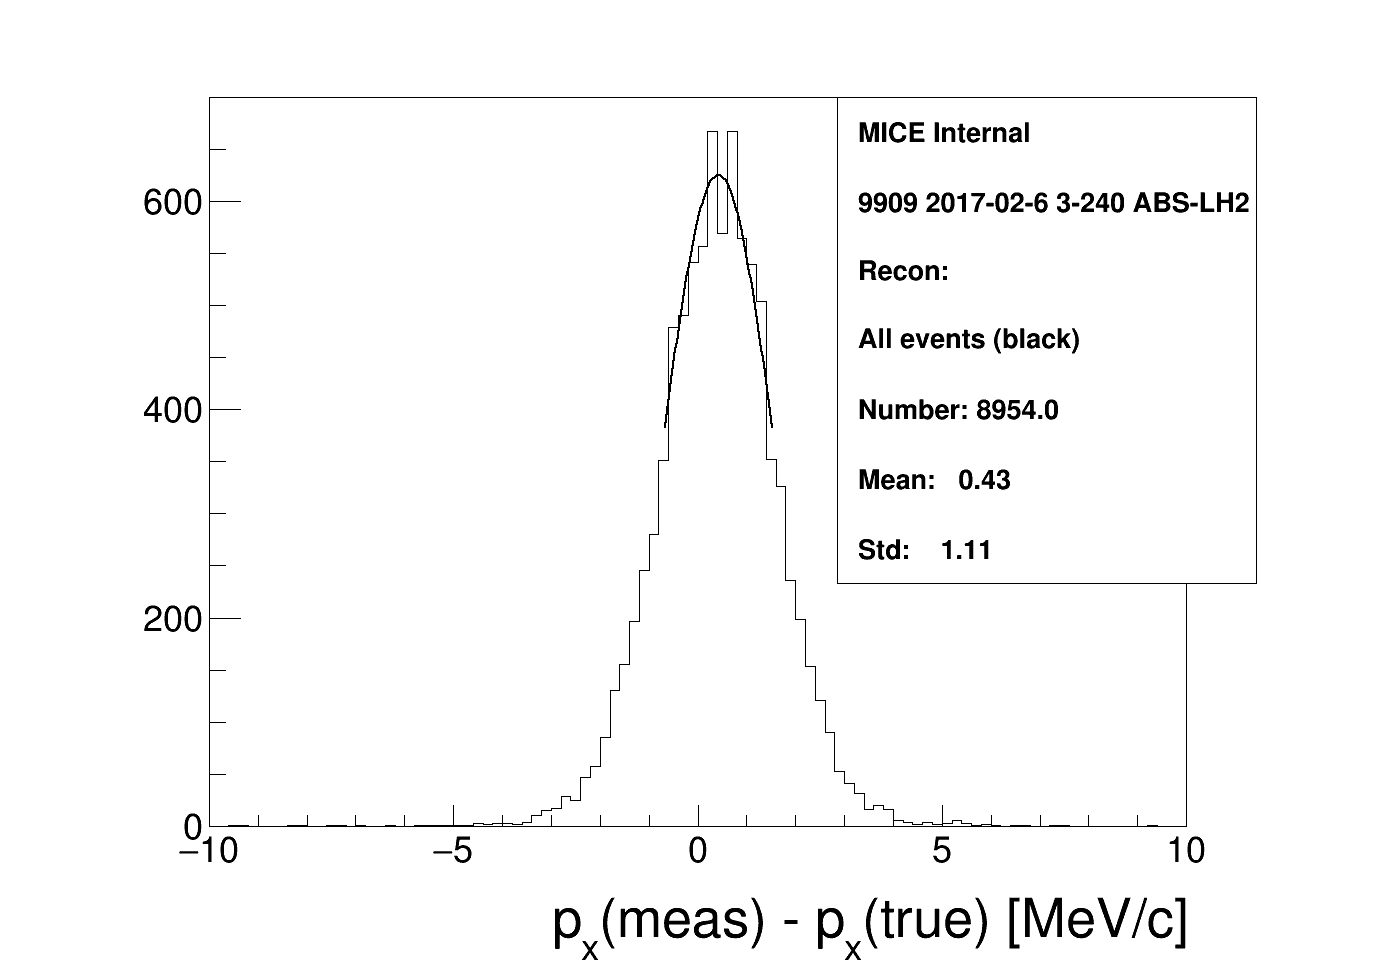 MICE Internal
9909 2017-02-6 3-240 ABS-LH2
Recon:
All events (black)
Number: 8954.0
Mean: 0.43
Std: 1.11
600
400
200
0
−10 −5 0 5 10
px(meas) - px(true) [MeV/c]